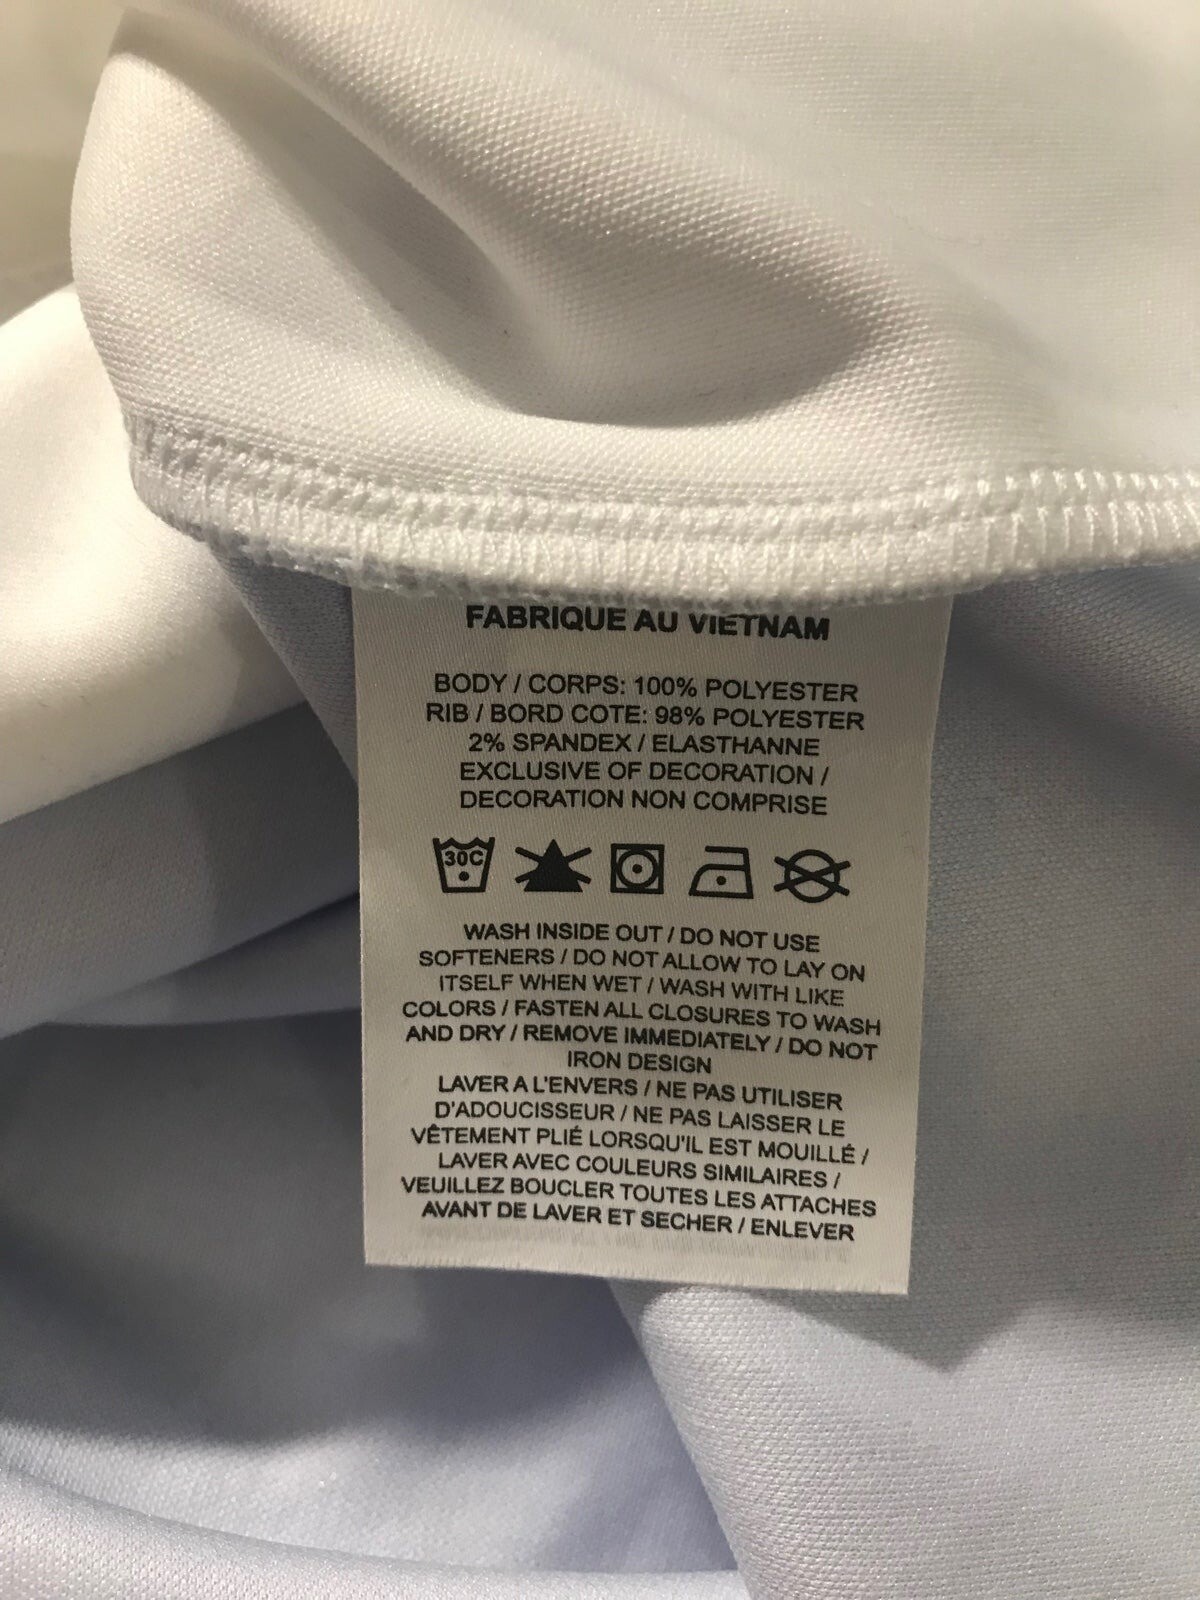 FABRIQUE AU VIETNAM
BODY / CORPS: 100% POLYESTER
RIB / BORD COTE: 98% POLYESTER
2% SPANDEX / ELASTHANNE
EXCLUSIVE OF DECORATION /
DECORATION NON COMPRISE
30C
WASH INSIDE OUT / DO NOT USE
SOFTENERS / DO NOT ALLOW TO LAY ON
ITSELF WHEN WET / WASH WITH LIKE
COLORS / FASTEN ALL CLOSURES TO WASH
AND DRY / REMOVE IMMEDIATELY / DO NOT
IRON DESIGN
LAVER A L'ENVERS / NE PAS UTILISER
D'ADOUCISSEUR / NE PAS LAISSER LE
VÊTEMENT PLIÉ LORSQU'IL EST MOUILLÉ /
LAVER AVEC COULEURS SIMILAIRES /
VEUILLEZ BOUCLER TOUTES LES ATTACHES
AVANT DE LAVER ET SECHER / ENLEVER